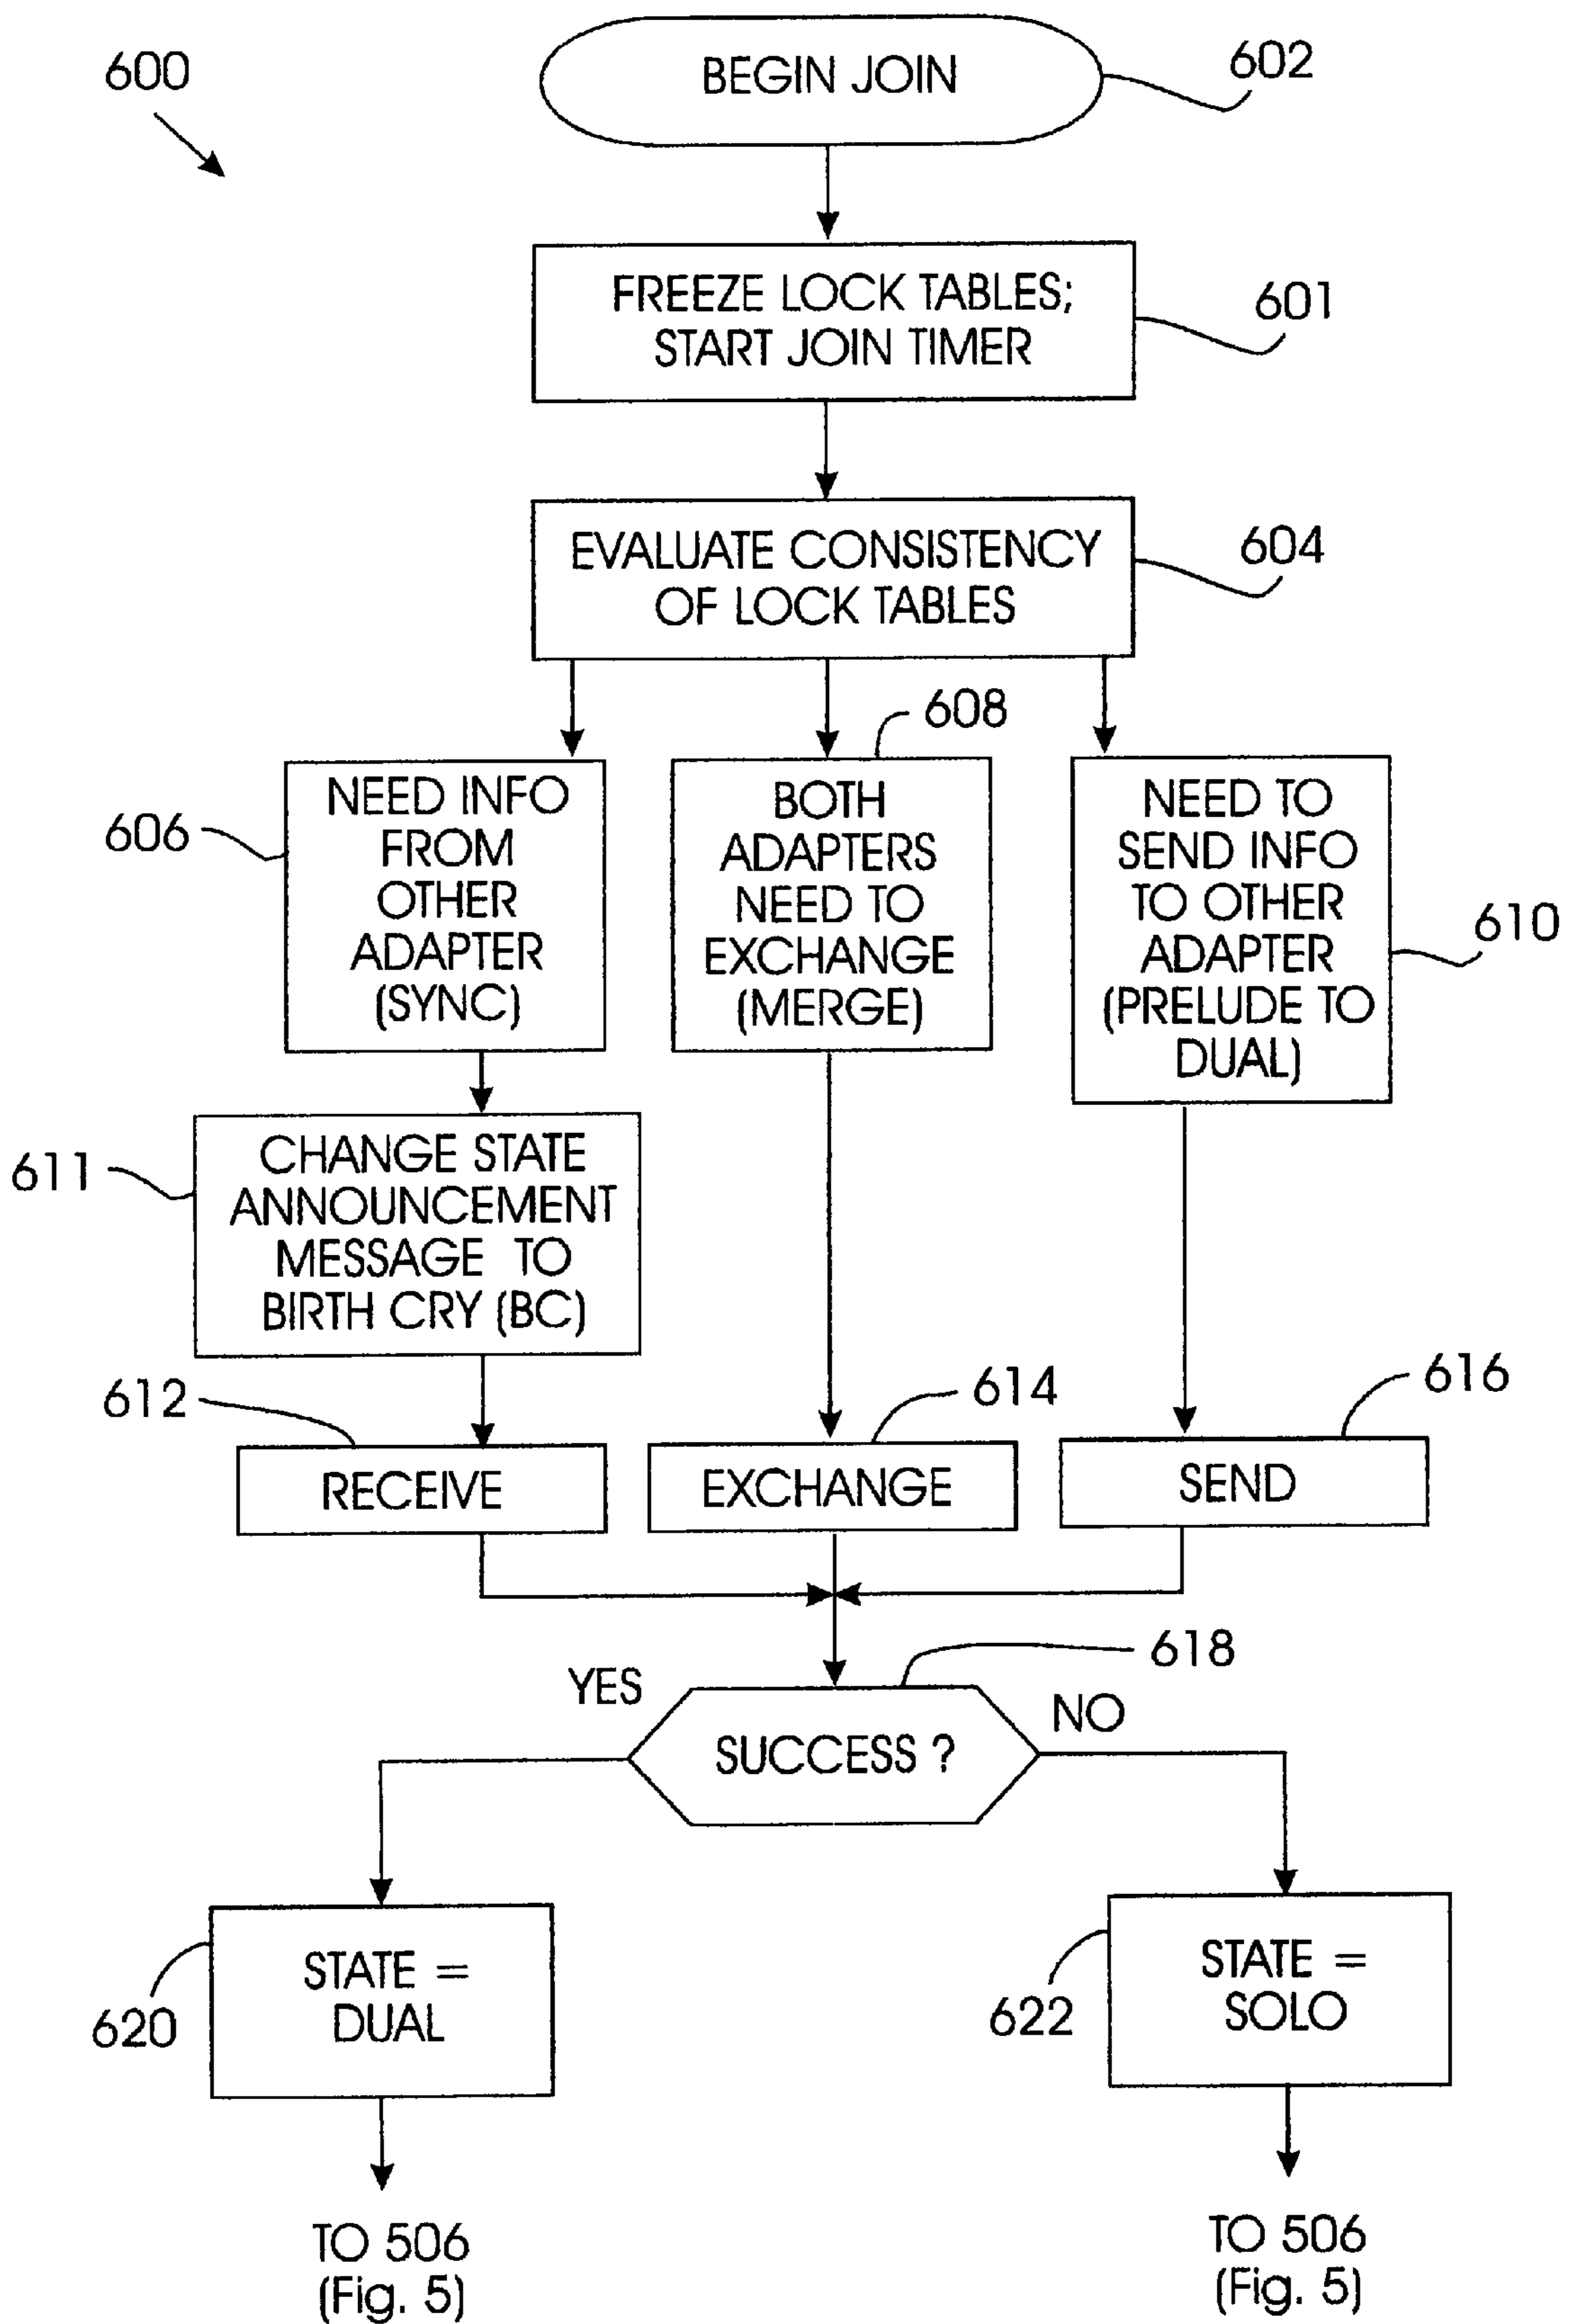 600
BEGIN JOIN
602
FREEZE LOCK TABLES;
START JOIN TIMER
601
EVALUATE CONSISTENCY
OF LOCK TABLES
604
606
NEED INFO
FROM
OTHER
ADAPTER
(SYNC)
608
BOTH
ADAPTERS
NEED TO
EXCHANGE
(MERGE)
NEED TO
SEND INFO
TO OTHER
ADAPTER
(PRELUDE TO
DUAL)
610
611
CHANGE STATE
ANNOUNCEMENT
MESSAGE TO
BIRTH CRY (BC)
612
RECEIVE
614
EXCHANGE
616
SEND
618
YES
SUCCESS ?
NO
620
STATE =
DUAL
622
STATE =
SOLO
TO 506
(Fig. 5)
TO 506
(Fig. 5)